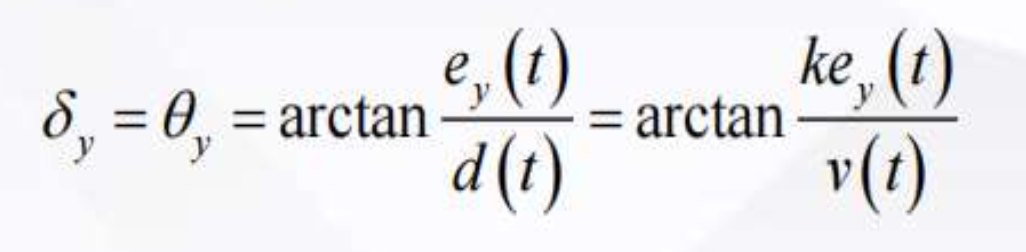 δ_y = θ_y = arctan e_y(t)/d(t) = arctan ke_y(t)/v(t)